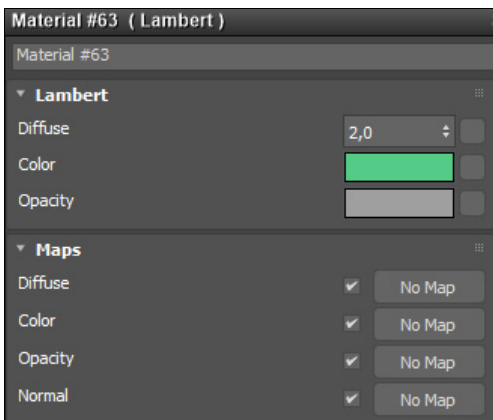 Material #63 ( Lambert )
Material #63
Lambert
Diffuse 2,0
Color
Opacity
Maps
Diffuse No Map
Color No Map
Opacity No Map
Normal No Map